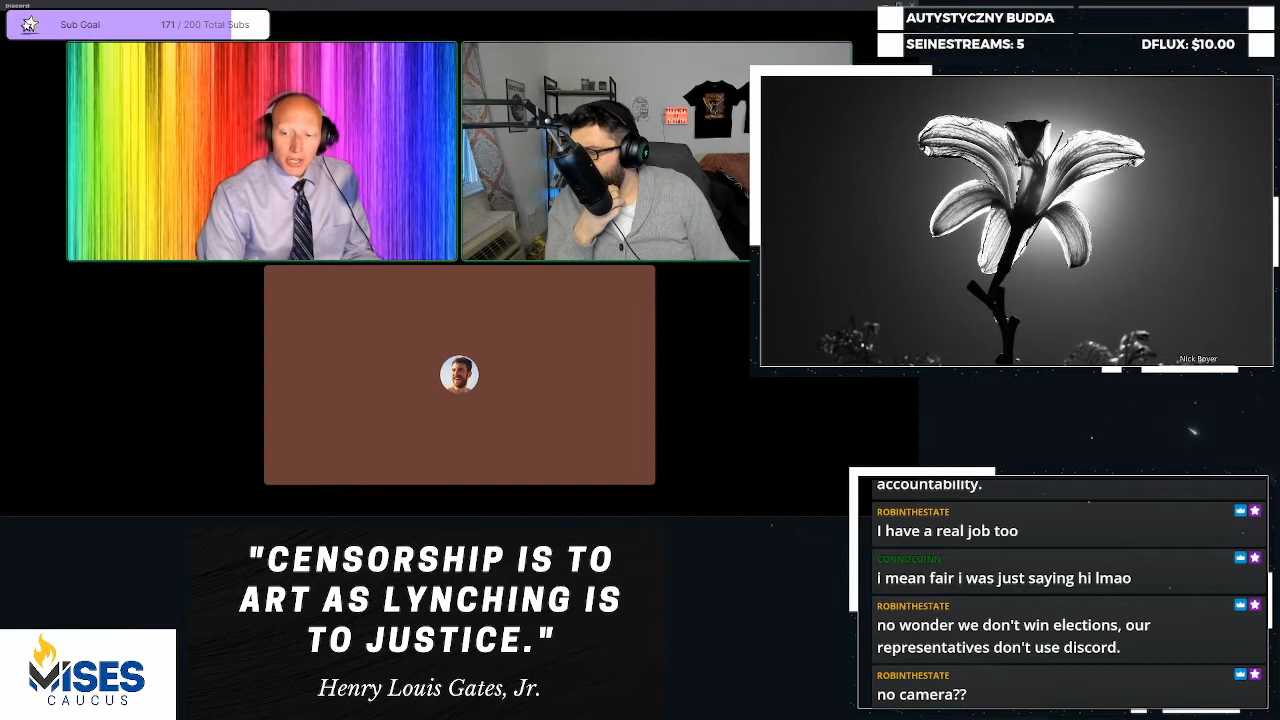 Discord
Sub Goal
171 / 200 Total Subs
AUTYSTYCZNY BUDDA
SEINESTREAMS: 5
DFLUX: $10.00
Nick Boyer
accountability.
ROBINTHESTATE
I have a real job too
CONNOCUINN
i mean fair i was just saying hi lmao
ROBINTHESTATE
no wonder we don't win elections, our
representatives don't use discord.
ROBINTHESTATE
no camera??
"CENSORSHIP IS TO
ART AS LYNCHING IS
TO JUSTICE."
Henry Louis Gates, Jr.
MISES
CAUCUS